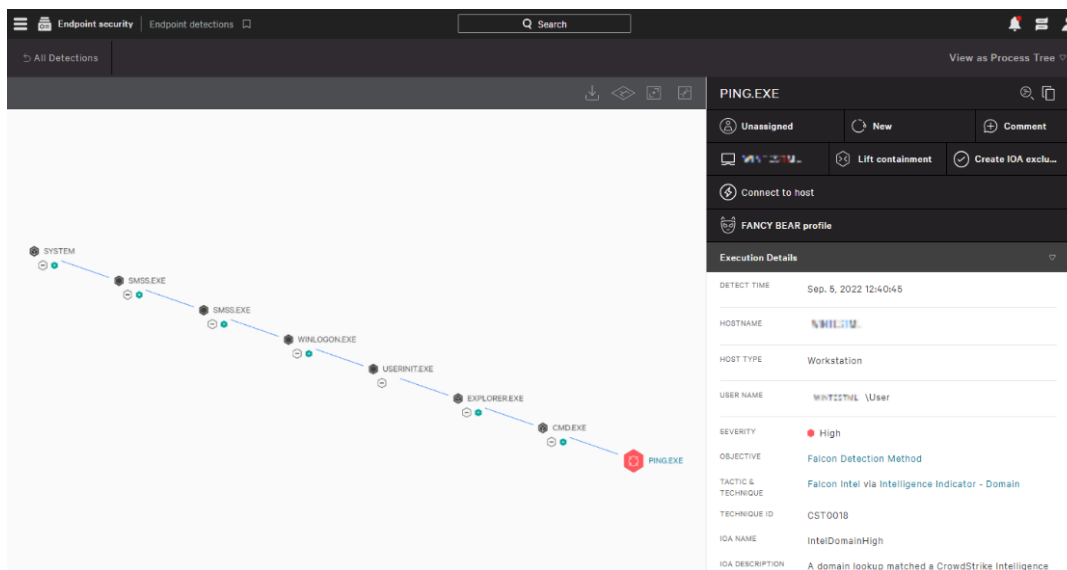 Endpoint security Endpoint detections Search
All Detections View as Process Tree
PING.EXE
Unassigned New Comment
Lift containment Create IOA exclu...
Connect to host
FANCY BEAR profile
Execution Details
DETECT TIME Sep. 5, 2022 12:40:45
HOSTNAME
HOST TYPE Workstation
USER NAME \User
SEVERITY High
OBJECTIVE Falcon Detection Method
TACTIC & TECHNIQUE Falcon Intel via Intelligence Indicator - Domain
TECHNIQUE ID CST0018
IOA NAME IntelDomainHigh
IOA DESCRIPTION A domain lookup matched a CrowdStrike Intelligence
SYSTEM
SMSS.EXE
SMSS.EXE
WINLOGON.EXE
USERINIT.EXE
EXPLORER.EXE
CMD.EXE
PING.EXE